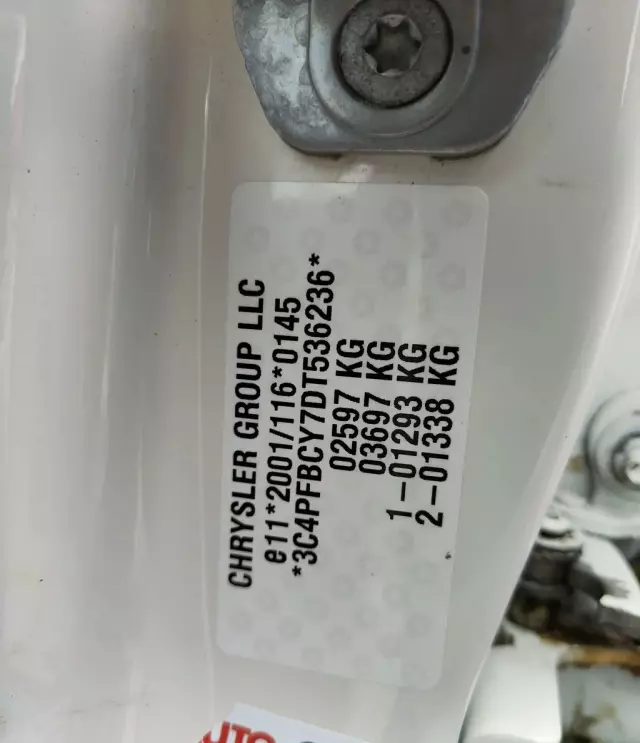 CHRYSLER GROUP LLC
e11*2001/116*0145
*3C4PFBCY7DT536236*
02597 KG
03697 KG
1-01293 KG
2-01338 KG